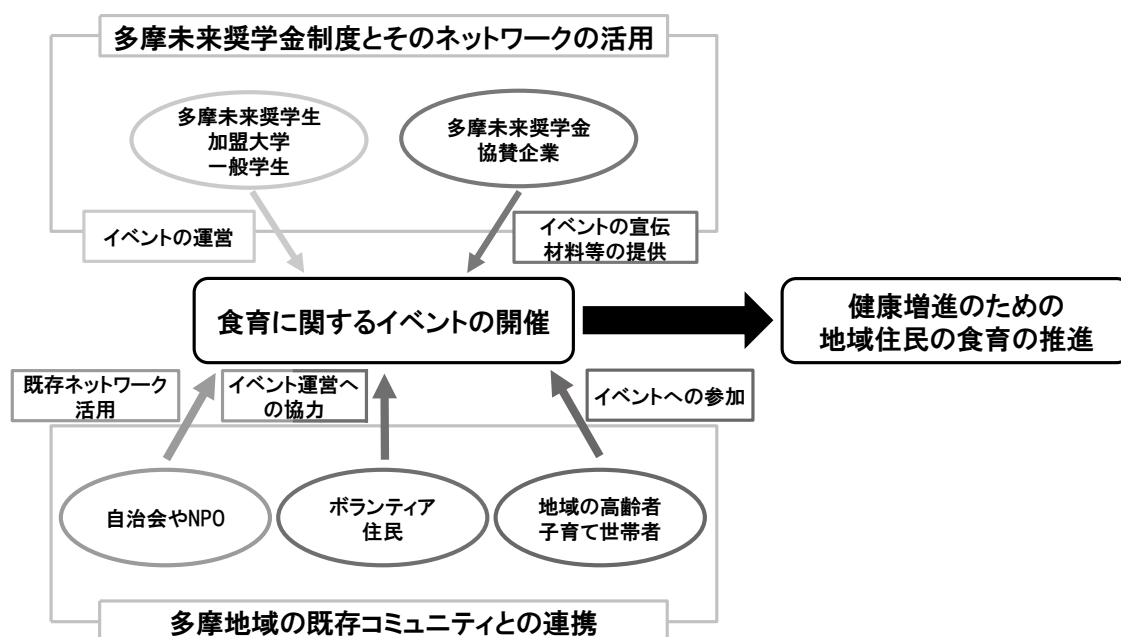 多摩未来奨学金制度とそのネットワークの活用
多摩未来奨学生
加盟大学
一般学生
多摩未来奨学金
協賛企業
イベントの運営
イベントの宣伝
材料等の提供
食育に関するイベントの開催
健康増進のための
地域住民の食育の推進
既存ネットワーク
活用
イベント運営へ
の協力
イベントへの参加
自治会やNPO
ボランティア
住民
地域の高齢者
子育て世帯者
多摩地域の既存コミュニティとの連携